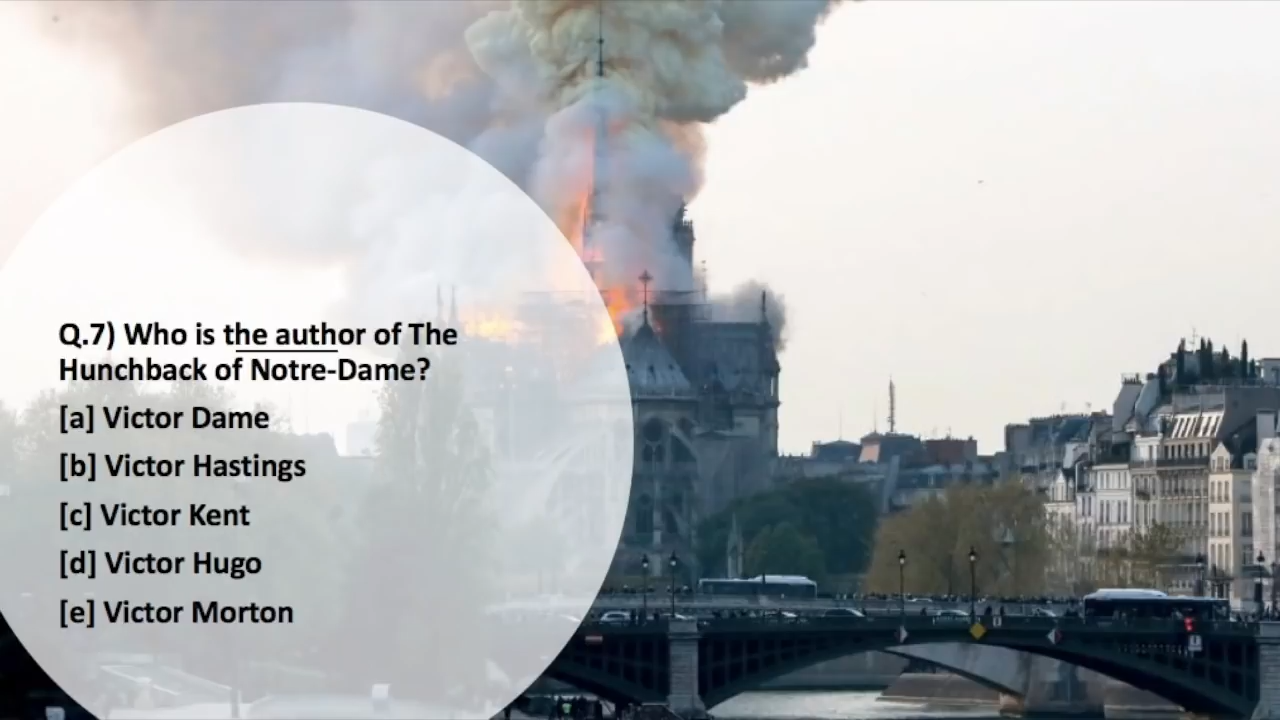 Q.7) Who is the author of The
Hunchback of Notre-Dame?
[a] Victor Dame
[b] Victor Hastings
[c] Victor Kent
[d] Victor Hugo
[e] Victor Morton